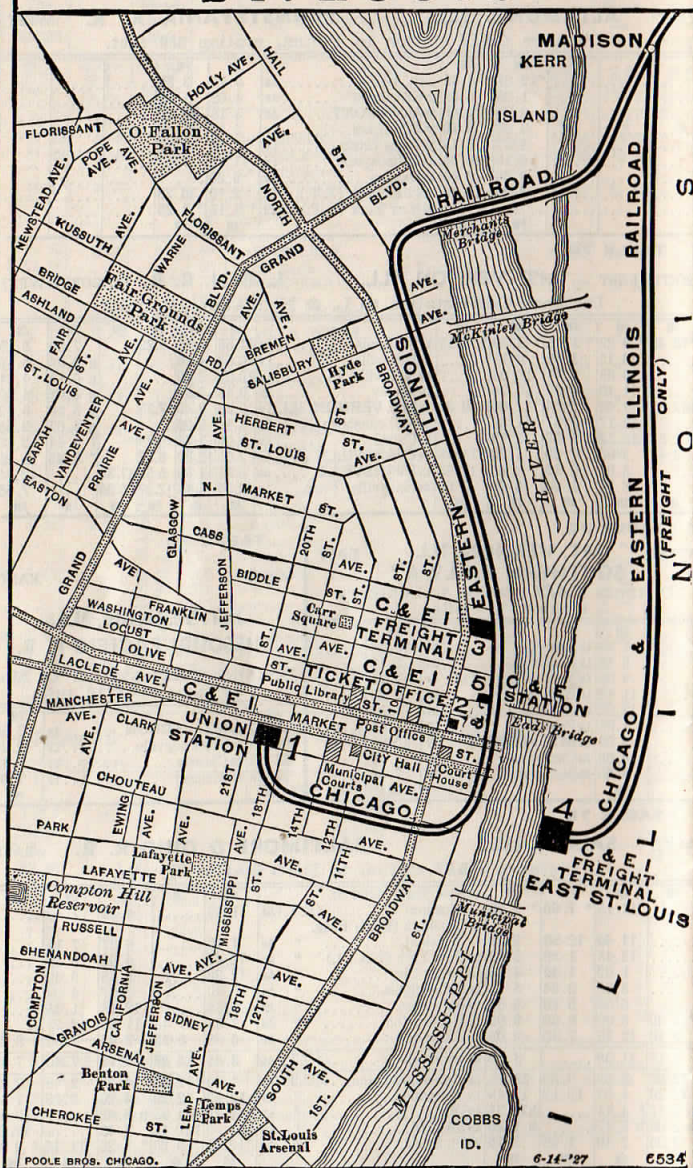 MADISON
KERR
ISLAND
HALL
ST.
HOLLY AVE.
AVE.
FLORISSANT
O'Fallon
Park
POPE
AVE.
AVE.
NEWSTEAD AVE.
NORTH
BLVD.
GRAND
RAILROAD
Merchants
Bridge
FLORISSANT
AVE.
WARNE
KUSSUTH
BLVD.
BRIDGE
Fair Grounds
Park
ASHLAND
FAIR
ST.
AVE.
AVE.
AVE.
AVE.
AVE.
McKinley Bridge
RD.
BREMEN
SALISBURY
Hyde
Park
BROADWAY
ILLINOIS
ST. LOUIS
AVE.
SARAH
VANDEVENTER
PRAIRIE
AVE.
EASTON
AVE.
HERBERT
ST.
ST. LOUIS
ST.
AVE.
N. MARKET
ST.
GLASGOW
CASS
AVE.
20TH
ST.
ST.
ST.
RIVER
EASTERN
GRAND
AVE.
JEFFERSON
BIDDLE
ST.
ST.
FRANKLIN
WASHINGTON
Carr
Square
AVE.
C. & E I
FREIGHT
TERMINAL
3
LOCUST
ST.
AVE.
OLIVE
ST.
C & E I
TICKET OFFICE
5
C & E I
STATION
2
7 &
LACLEDE AVE.
Public Library
ST.
10
MANCHESTER
C & E I
MARKET
Post Office
ST.
Eads Bridge
AVE.
CLARK
UNION
STATION
1
City Hall
Court
House
Municipal
Courts
AVE.
AVE.
21ST
18TH
CHICAGO
CHOUTEAU
14TH
12TH
11TH
4
C & E I
FREIGHT
TERMINAL
EAST ST. LOUIS
CHICAGO & EASTERN ILLINOIS RAILROAD
(FREIGHT ONLY)
ILLINOIS
PARK
EWING
AVE.
AVE.
AVE.
AVE.
Lafayette
Park
LAFAYETTE
MISSISSIPPI
ST.
ST.
AVE.
BROADWAY
ST.
Municipal
Bridge
Compton Hill
Reservoir
RUSSELL
SHENANDOAH
AVE.
AVE.
AVE.
COMPTON
CALIFORNIA
JEFFERSON
18TH
12TH
GRAVOIS
SIDNEY
ARSENAL
AVE.
AVE.
SOUTH
AVE.
1ST.
MISSISSIPPI
Benton
Park
LEMP
Lemps
Park
CHEROKEE
ST.
St. Louis
Arsenal
COBBS
ID.
POOLE BROS. CHICAGO.
6-14-'27
6534